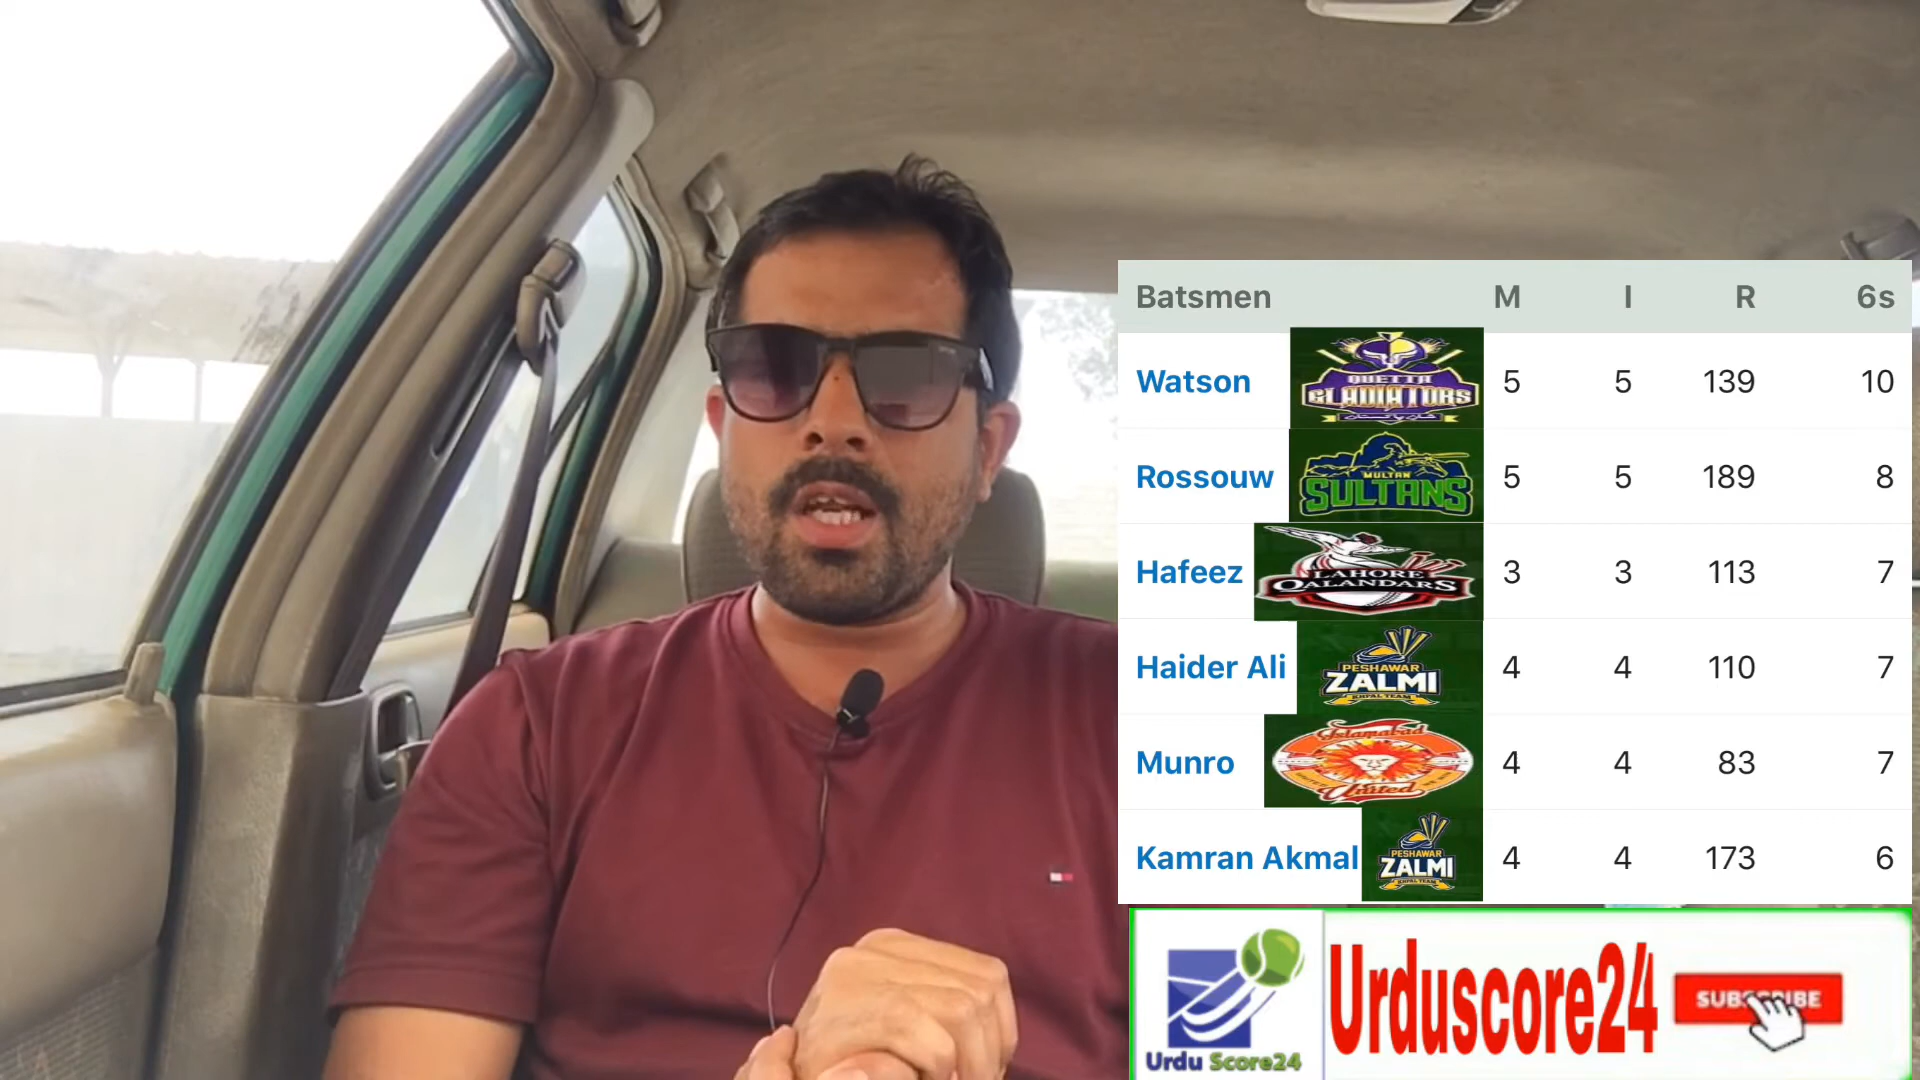 Batsmen M I R 6s
Watson QUETTA GLADIATORS 5 5 139 10
Rossouw MULTAN SULTANS 5 5 189 8
Hafeez LAHORE QALANDARS 3 3 113 7
Haider Ali PESHAWAR ZALMI 4 4 110 7
Munro Islamabad United 4 4 83 7
Kamran Akmal PESHAWAR ZALMI 4 4 173 6
Urdu Score24
Urduscore24
SUBSCRIBE